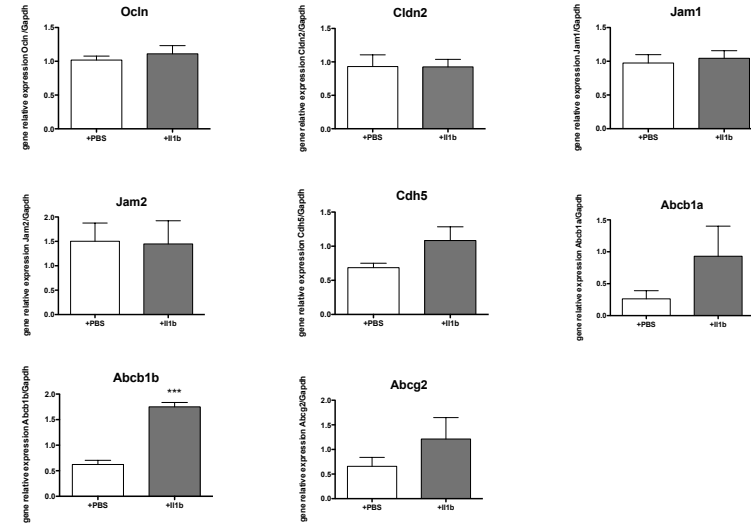 Ocln
gene relative expression Ocln/Gapdh
1.5
1.0
0.5
0.0
+PBS
+Il1b
Cldn2
gene relative expression Cldn2/Gapdh
1.5
1.0
0.5
0.0
+PBS
+Il1b
Jam1
gene relative expression Jam1/Gapdh
1.5
1.0
0.5
0.0
+PBS
+Il1b
Jam2
gene relative expression Jam2/Gapdh
2.0
1.5
1.0
0.5
0.0
+PBS
+Il1b
Cdh5
gene relative expression Cdh5/Gapdh
1.5
1.0
0.5
0.0
+PBS
+Il1b
Abcb1a
gene relative expression Abcb1a/Gapdh
1.5
1.0
0.5
0.0
+PBS
+Il1b
Abcb1b
gene relative expression Abcb1b/Gapdh
2.0
1.5
1.0
0.5
0.0
***
+PBS
+Il1b
Abcg2
gene relative expression Abcg2/Gapdh
2.0
1.5
1.0
0.5
0.0
+PBS
+Il1b